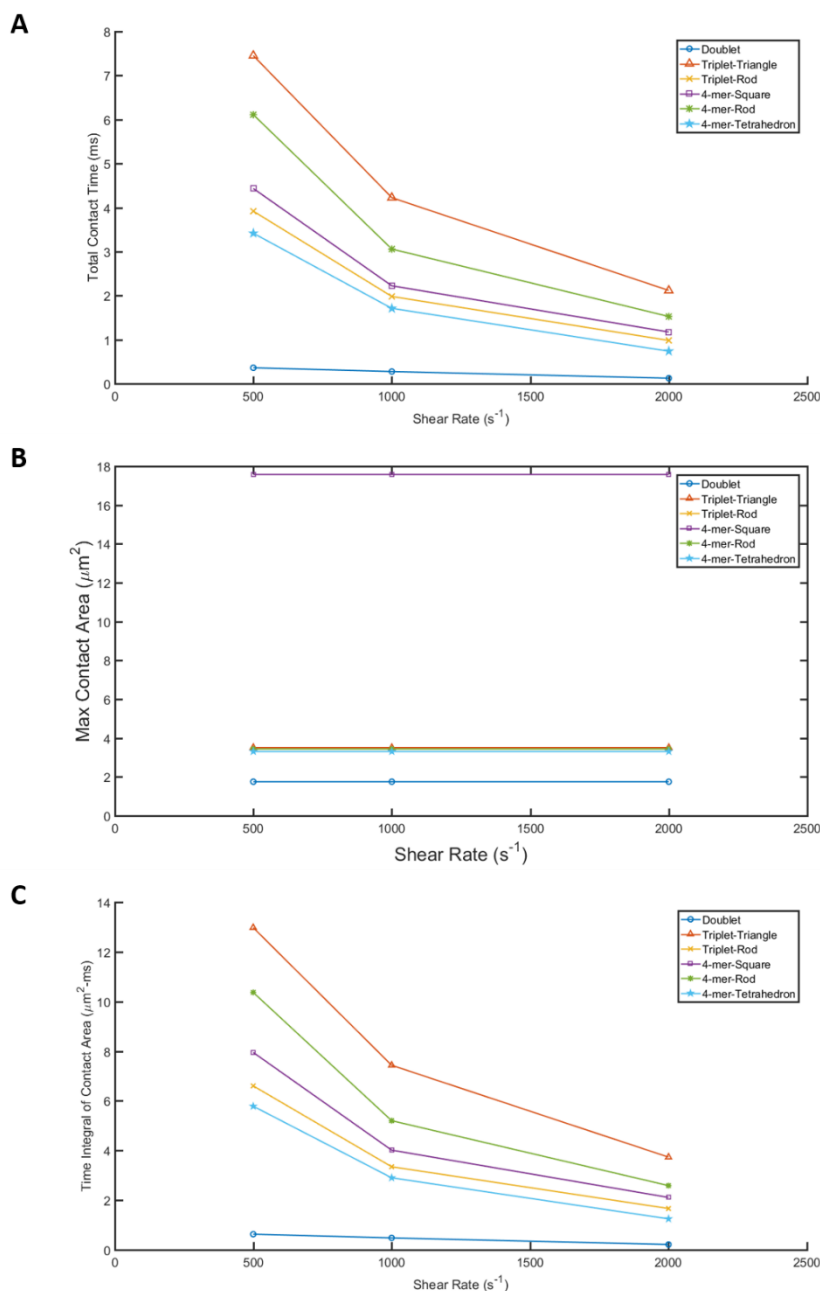 A
8
7
6
5
4
3
2
1
0
Total Contact Time (ms)
Doublet
Triplet-Triangle
Triplet-Rod
4-mer-Square
4-mer-Rod
4-mer-Tetrahedron
0 500 1000 1500 2000 2500
Shear Rate (s⁻¹)
B
18
16
14
12
10
8
6
4
2
0
Max Contact Area (μm²)
Doublet
Triplet-Triangle
Triplet-Rod
4-mer-Square
4-mer-Rod
4-mer-Tetrahedron
0 500 1000 1500 2000 2500
Shear Rate (s⁻¹)
C
14
12
10
8
6
4
2
0
Time Integral of Contact Area (μm²-ms)
Doublet
Triplet-Triangle
Triplet-Rod
4-mer-Square
4-mer-Rod
4-mer-Tetrahedron
0 500 1000 1500 2000 2500
Shear Rate (s⁻¹)